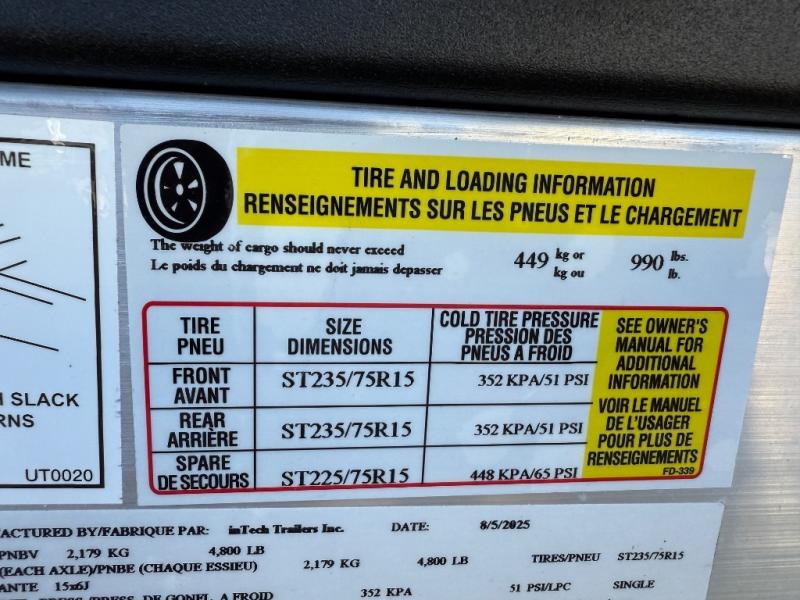 ME
SLACK
RNS
UT0020
TIRE AND LOADING INFORMATION
RENSEIGNEMENTS SUR LES PNEUS ET LE CHARGEMENT
The weight of cargo should never exceed
Le poids du chargement ne doit jamais depasser
449 kg or
kg ou
990 lbs.
lb.
TIRE
PNEU
SIZE
DIMENSIONS
COLD TIRE PRESSURE
PRESSION DES
PNEUS A FROID
FRONT
AVANT
ST235/75R15
352 KPA/51 PSI
REAR
ARRIÈRE
ST235/75R15
352 KPA/51 PSI
SPARE
DE SECOURS
ST225/75R15
448 KPA/65 PSI
SEE OWNER'S
MANUAL FOR
ADDITIONAL
INFORMATION
VOIR LE MANUEL
DE L'USAGER
POUR PLUS DE
RENSEIGNEMENTS
FD-339
FACTURED BY/FABRIQUE PAR: inTech Trailers Inc. DATE: 8/5/2025
PNBV 2,179 KG 4,800 LB
(EACH AXLE)/PNBE (CHAQUE ESSIEU) 2,179 KG 4,800 LB TIRES/PNEU ST235/75R15
ANTE 15x6J
A FROID 352 KPA 51 PSI/LPC SINGLE